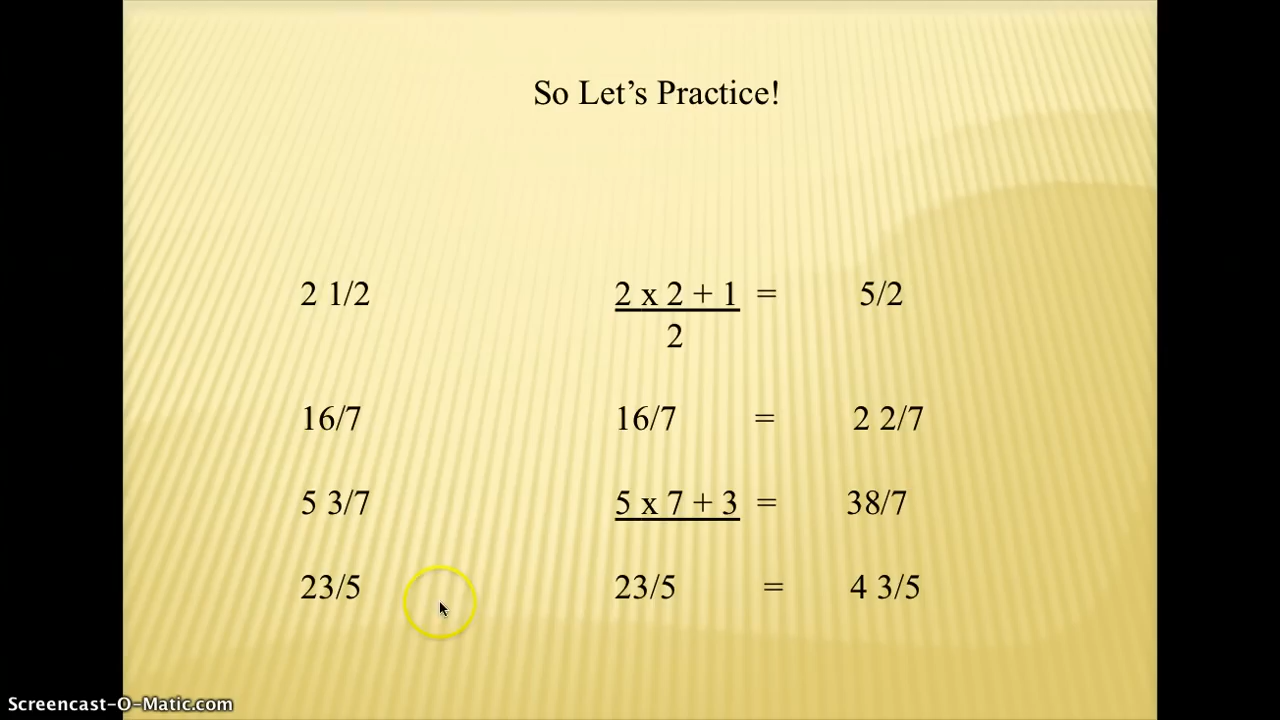 So Let’s Practice!
2 1/2 2 x 2 + 1 = 5/2
2
16/7 16/7 = 2 2/7
5 3/7 5 x 7 + 3 = 38/7
23/5 23/5 = 4 3/5
Screencast-O-Matic.com